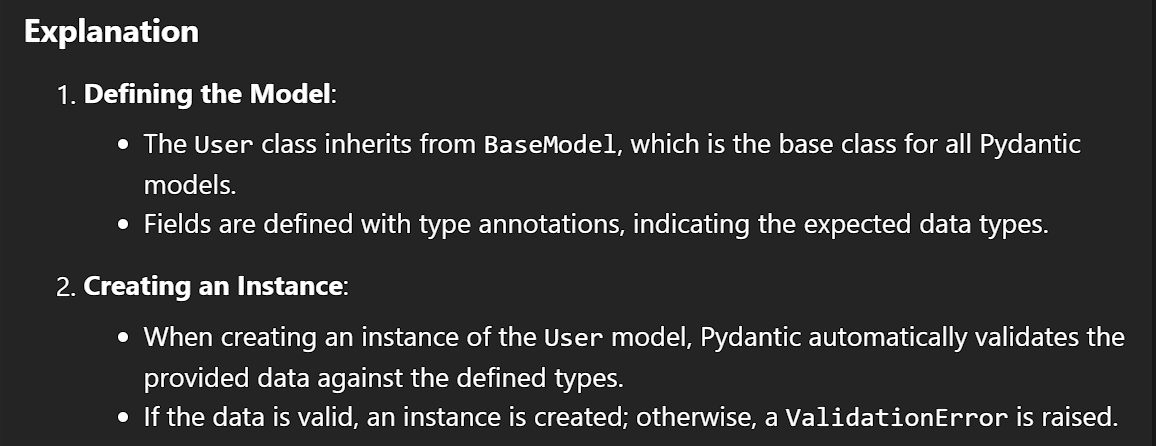 Explanation
1. Defining the Model:
• The User class inherits from BaseModel, which is the base class for all Pydantic
models.
• Fields are defined with type annotations, indicating the expected data types.
2. Creating an Instance:
• When creating an instance of the User model, Pydantic automatically validates the
provided data against the defined types.
• If the data is valid, an instance is created; otherwise, a ValidationError is raised.